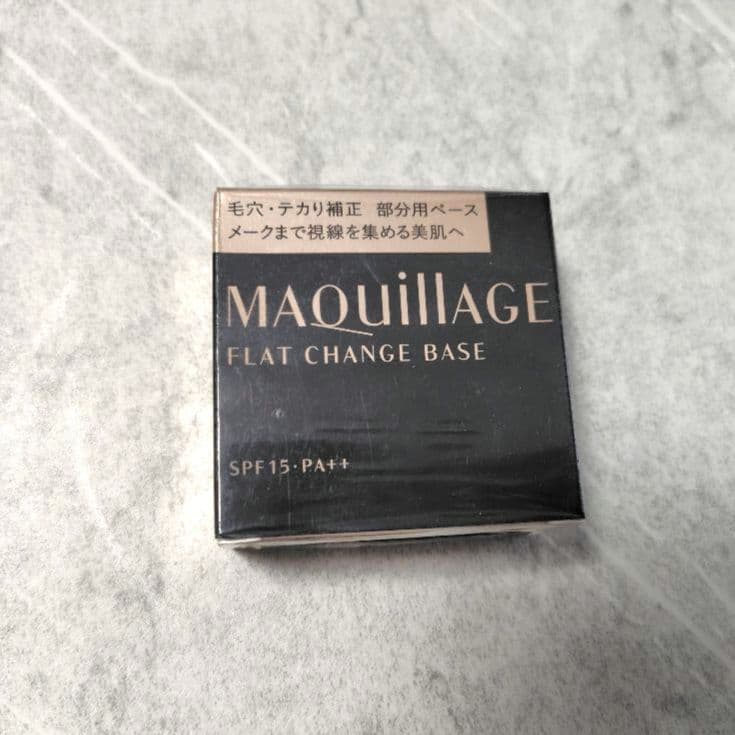 毛穴・テカり補正 部分用ベース
メークまで視線を集める美肌へ
MAQuillAGE
FLAT CHANGE BASE
SPF15・PA++